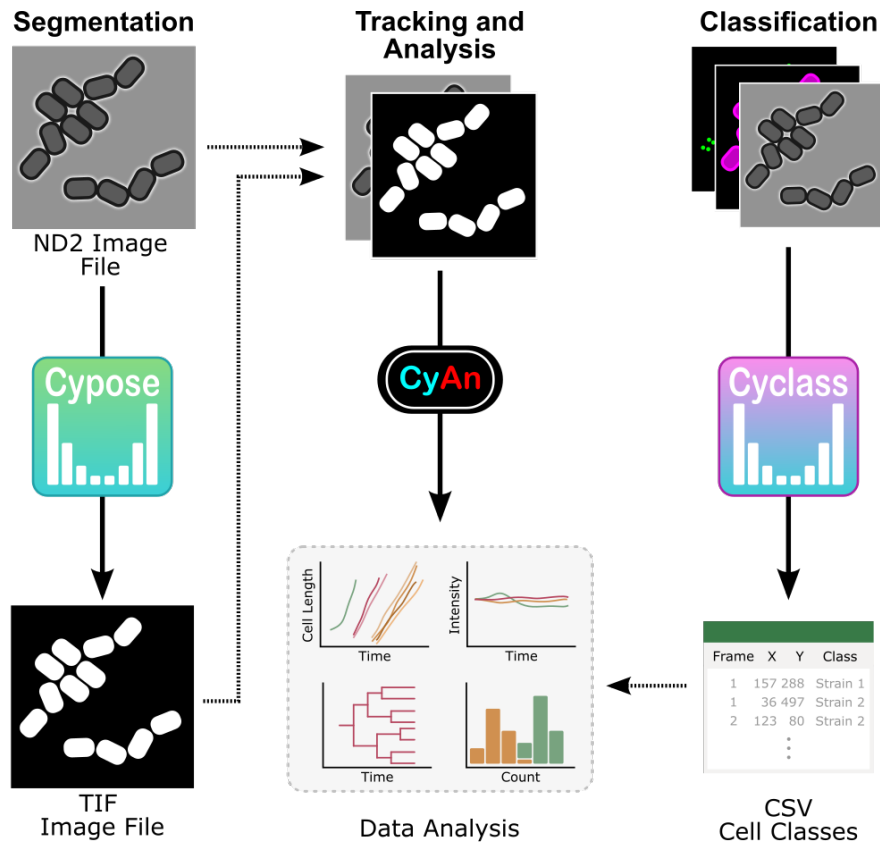 Segmentation
Tracking and
Analysis
Classification
ND2 Image
File
Cypose
CyAn
Cyclass
Cell Length
Time
Intensity
Time
Time
Count
Frame X Y Class
1 157 288 Strain 1
1 36 497 Strain 2
2 123 80 Strain 2
TIF
Image File
Data Analysis
CSV
Cell Classes